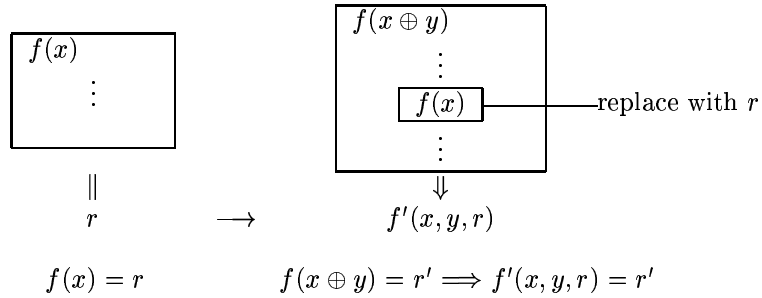 f(x)
⋮
∥
r
⟶
f(x ⊕ y)
⋮
f(x)
replace with r
⋮
⇓
f′(x, y, r)
f(x) = r
f(x ⊕ y) = r′ ⟹ f′(x, y, r) = r′